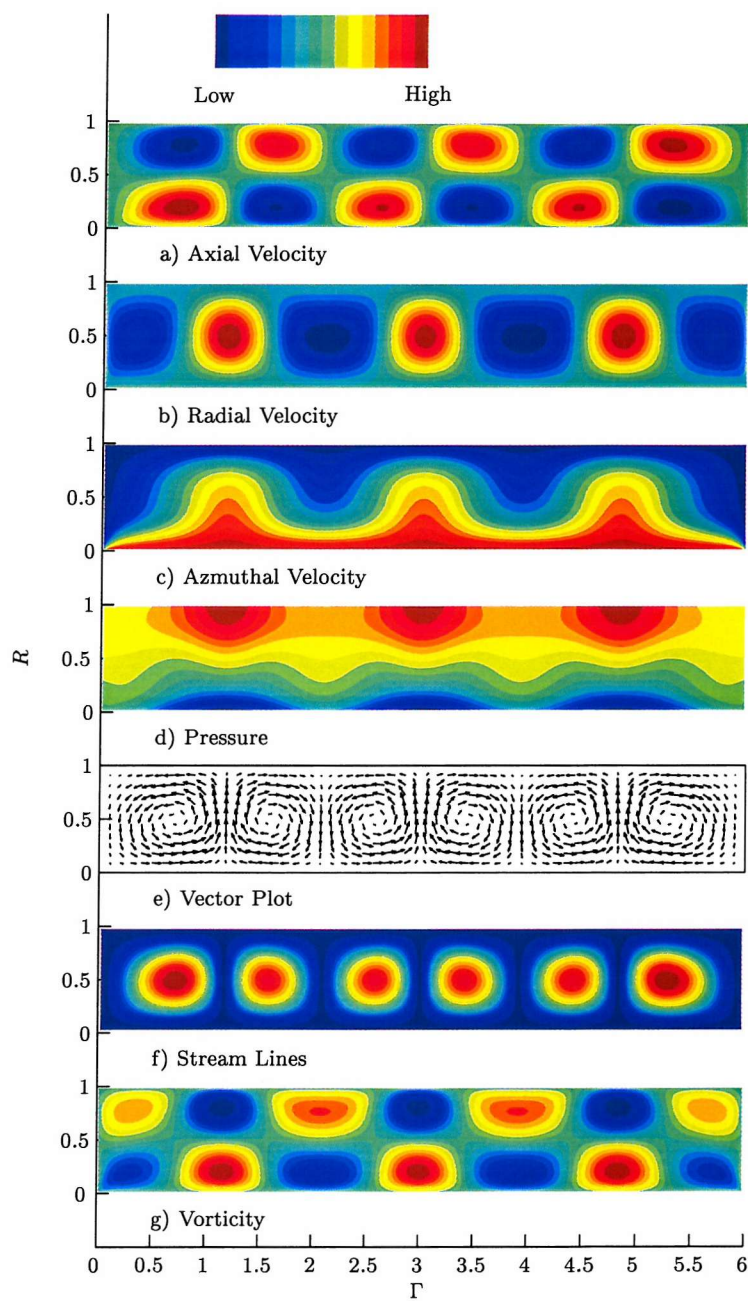 Low High
1
0.5
0
a) Axial Velocity
1
0.5
0
b) Radial Velocity
1
0.5
0
c) Azmuthal Velocity
1
0.5
0
d) Pressure
R
1
0.5
0
e) Vector Plot
1
0.5
0
f) Stream Lines
1
0.5
0
g) Vorticity
0 0.5 1 1.5 2 2.5 3 3.5 4 4.5 5 5.5 6
Γ